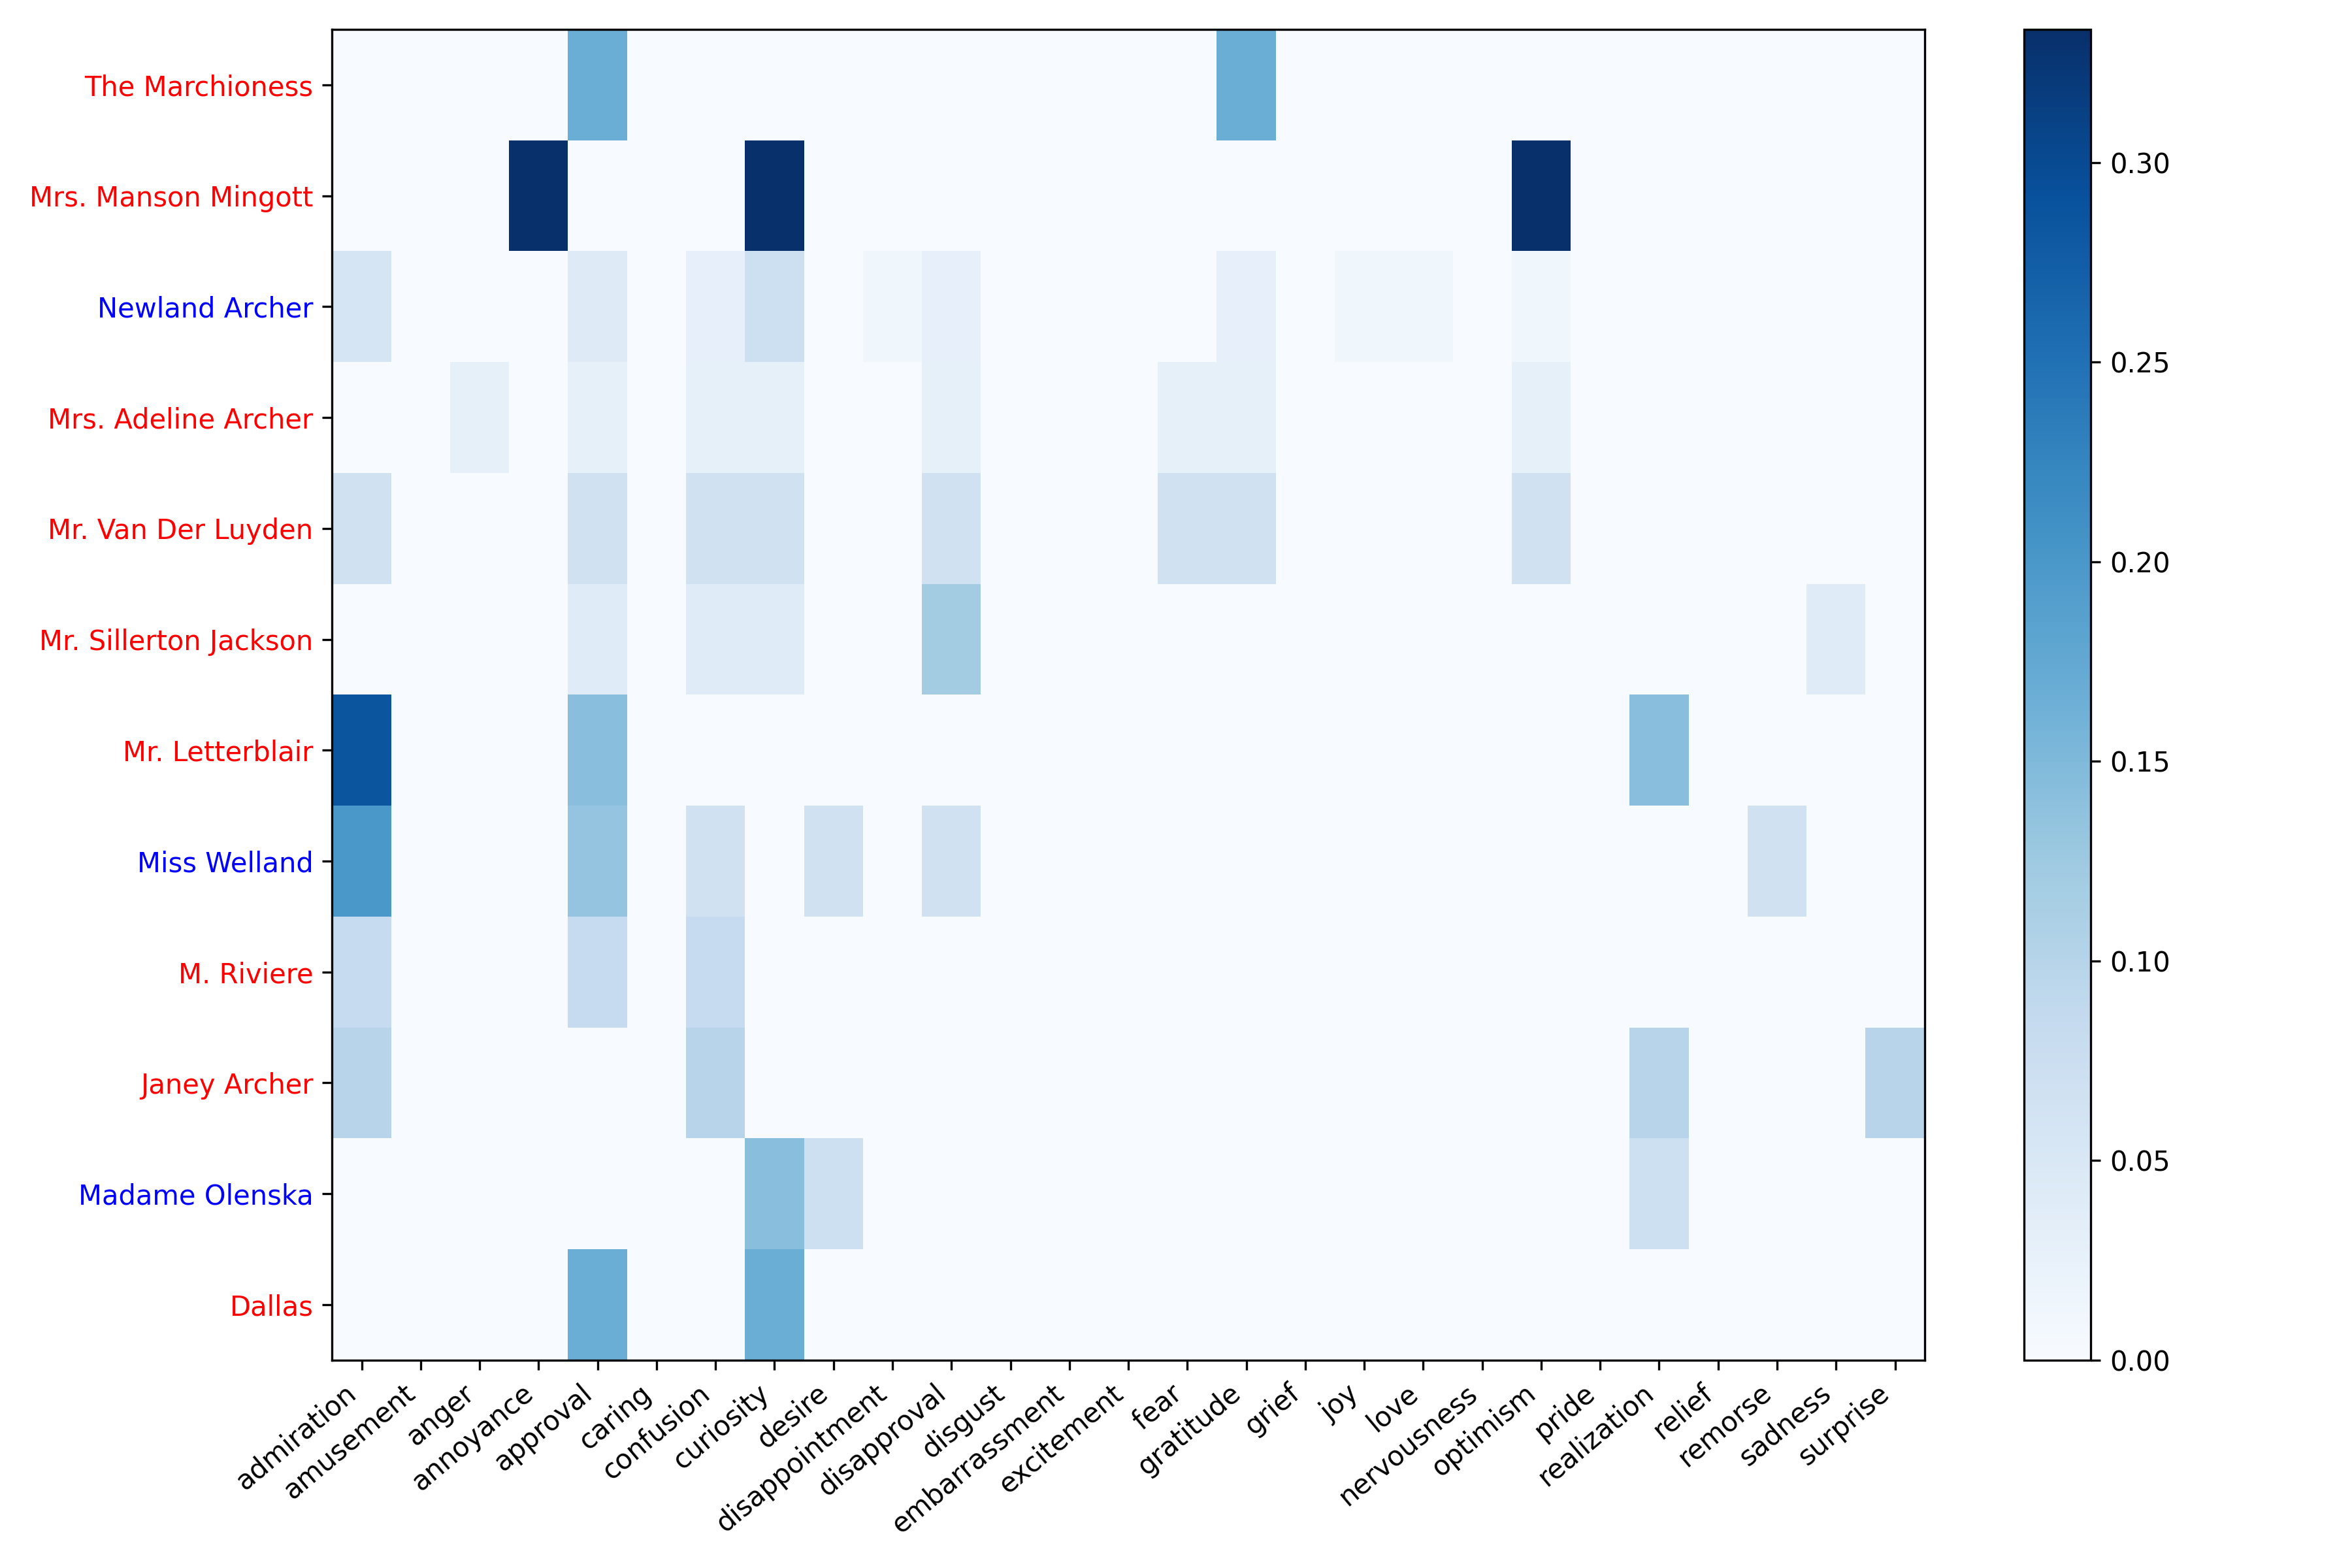 The Marchioness
Mrs. Manson Mingott
Newland Archer
Mrs. Adeline Archer
Mr. Van Der Luyden
Mr. Sillerton Jackson
Mr. Letterblair
Miss Welland
M. Riviere
Janey Archer
Madame Olenska
Dallas
admiration
amusement
anger
annoyance
approval
caring
confusion
curiosity
desire
disappointment
disapproval
disgust
embarrassment
excitement
fear
gratitude
grief
joy
love
nervousness
optimism
pride
realization
relief
remorse
sadness
surprise
0.30
0.25
0.20
0.15
0.10
0.05
0.00